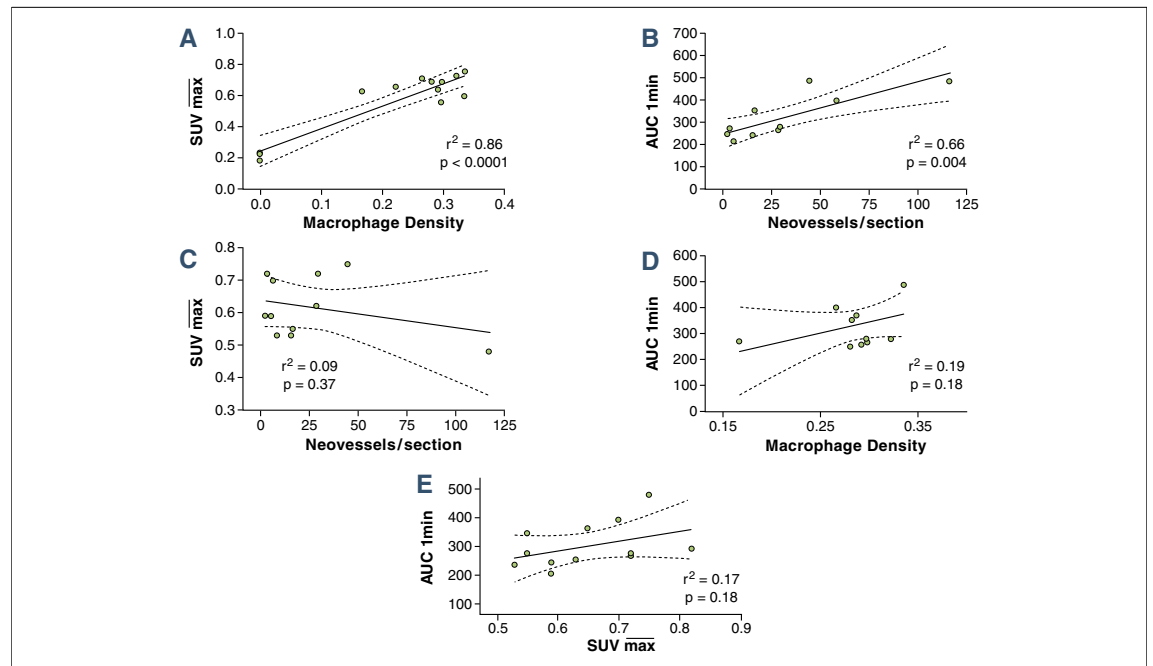 A
1.0
0.8
0.6
0.4
0.2
0.0
SUV max
r² = 0.86
p < 0.0001
0.0 0.1 0.2 0.3 0.4
Macrophage Density
B
700
600
500
400
300
200
100
0
AUC 1min
r² = 0.66
p = 0.004
0 25 50 75 100 125
Neovessels/section
C
0.8
0.7
0.6
0.5
0.4
0.3
SUV max
r² = 0.09
p = 0.37
0 25 50 75 100 125
Neovessels/section
D
600
500
400
300
200
100
0
AUC 1min
r² = 0.19
p = 0.18
0.15 0.25 0.35
Macrophage Density
E
500
400
300
200
100
AUC 1min
r² = 0.17
p = 0.18
0.5 0.6 0.7 0.8 0.9
SUV max